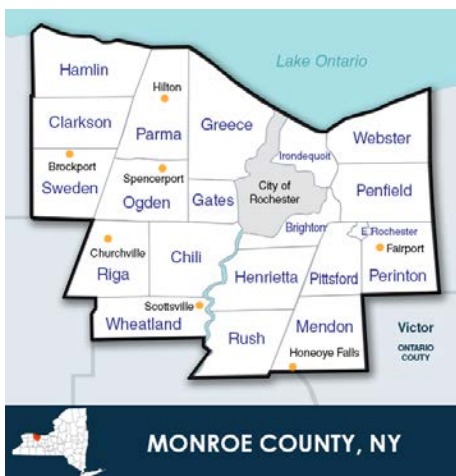 Lake Ontario
Hamlin
Hilton
Clarkson
Parma
Greece
Irondequoit
Webster
Brockport
Sweden
Spencerport
Ogden
Gates
City of
Rochester
Penfield
Brighton
E.Rochester
Fairport
Churchville
Riga
Chili
Henrietta
Pittsford
Perinton
Scottsville
Wheatland
Rush
Mendon
Honeoye Falls
Victor
ONTARIO
COUTY
MONROE COUNTY, NY